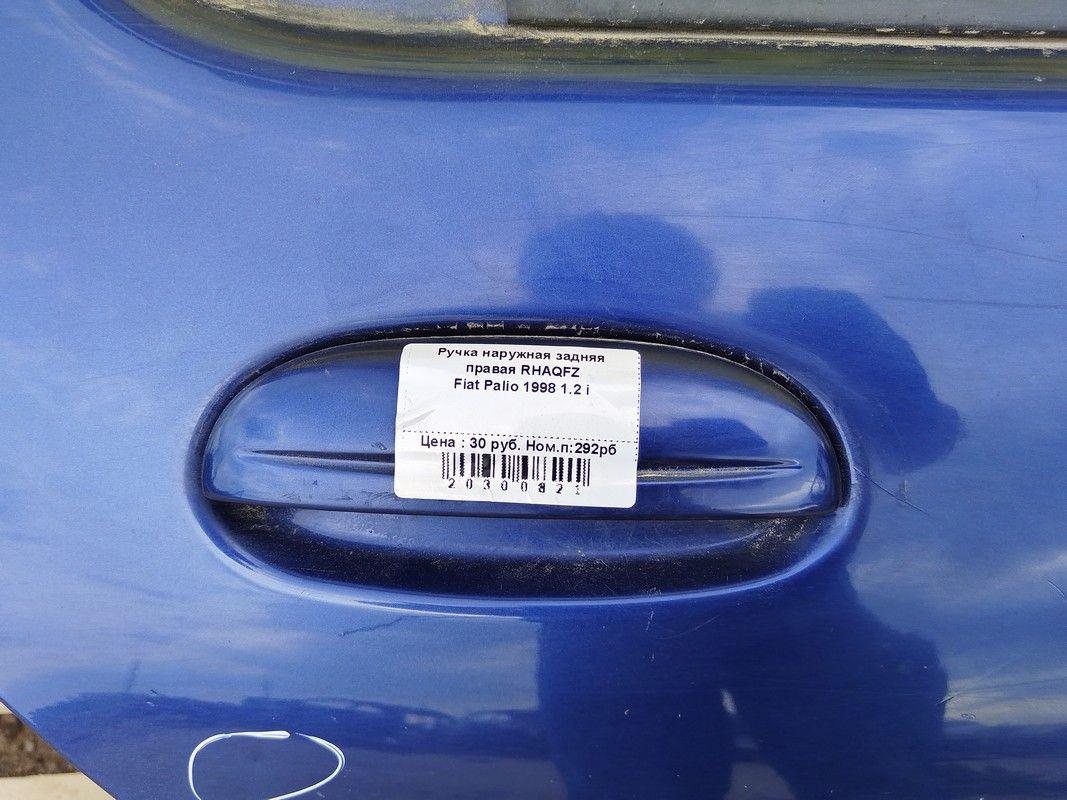 Ручка наружная задняя
правая RHAQFZ
Fiat Palio 1998 1.2 i
Цена : 30 руб. Ном.п:292рб
20300821